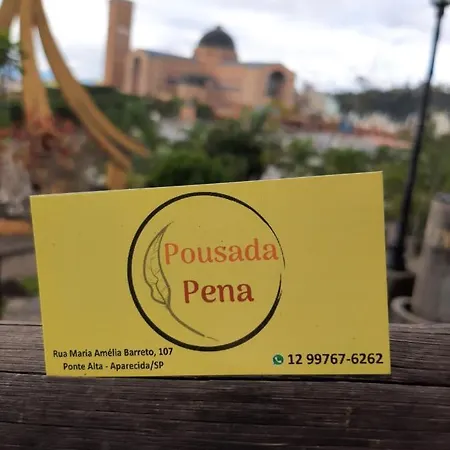 Pousada
Pena
Rua Maria Amélia Barreto, 107
Ponte Alta - Aparecida/SP
12 99767-6262